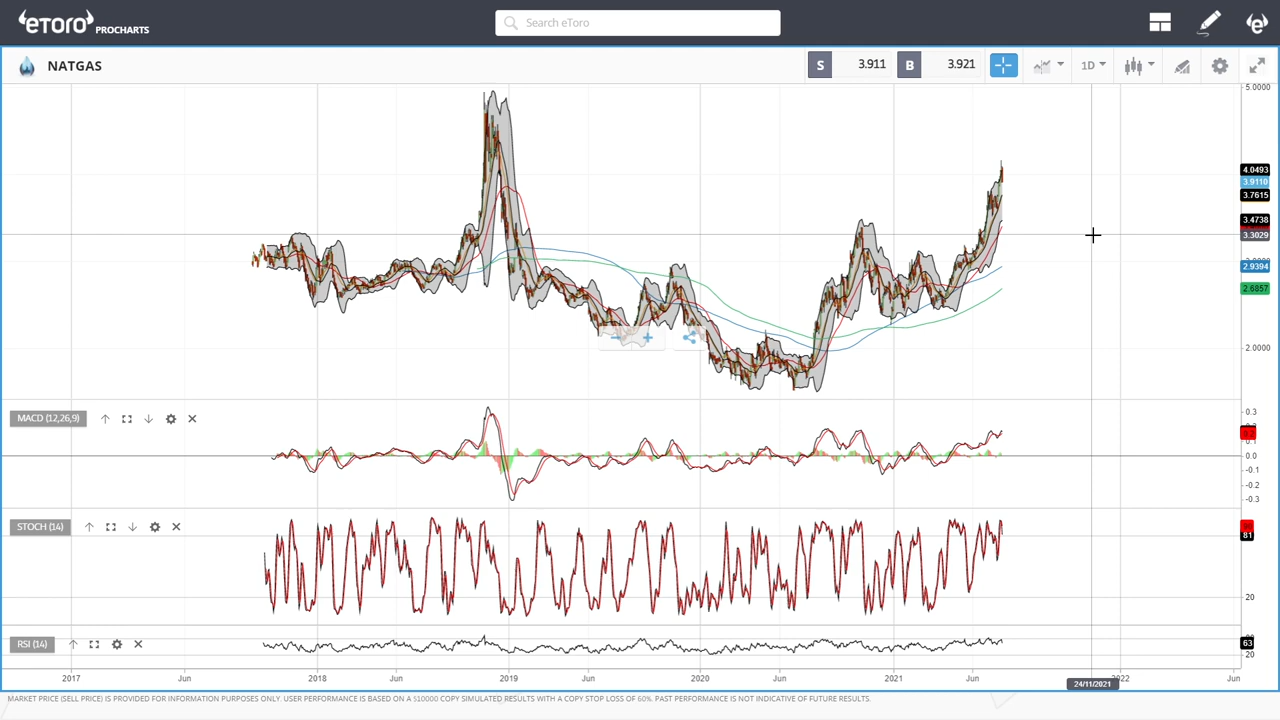 eToro PROCHARTS
Search eToro
NATGAS
S 3.911 B 3.921
1D
5.0000
4.0493
3.9110
3.7615
3.4738
3.3029
2.9394
2.6857
2.0000
MACD (12,26,9)
0.3
0.1
0.0
-0.1
-0.2
-0.3
STOCH (14)
81
20
RSI (14)
63
20
2017 Jun 2018 Jun 2019 Jun 2020 Jun 2021 Jun 2022 Jun
24/11/2021
MARKET PRICE (SELL PRICE) IS PROVIDED FOR INFORMATION PURPOSES ONLY. USER PERFORMANCE IS BASED ON A $10000 COPY SIMULATED RESULTS WITH A COPY STOP LOSS OF 60%. PAST PERFORMANCE IS NOT INDICATIVE OF FUTURE RESULTS.